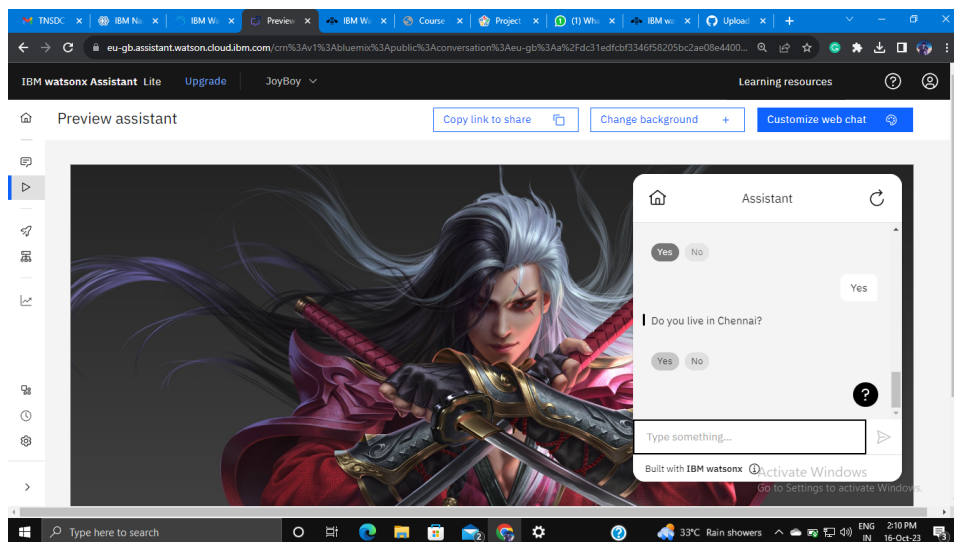 TNSDC
IBM Na
IBM Wa
Preview
IBM Wa
Course
Project
(1) Wha
IBM wa
Upload
eu-gb.assistant.watson.cloud.ibm.com/crn%3Av1%3Abluemix%3Apublic%3Aconversation%3Aeu-gb%3Aa%2Fdc31edfcbf3346f58205bc2ae08e4400...
IBM watsonx Assistant Lite Upgrade JoyBoy Learning resources
Preview assistant Copy link to share Change background + Customize web chat
Assistant
Yes No
Yes
Do you live in Chennai?
Yes No
?
Type something...
Built with IBM watsonx
Activate Windows
Go to Settings to activate Windows.
Type here to search 33°C Rain showers ENG 2:10 PM
IN 16-Oct-23